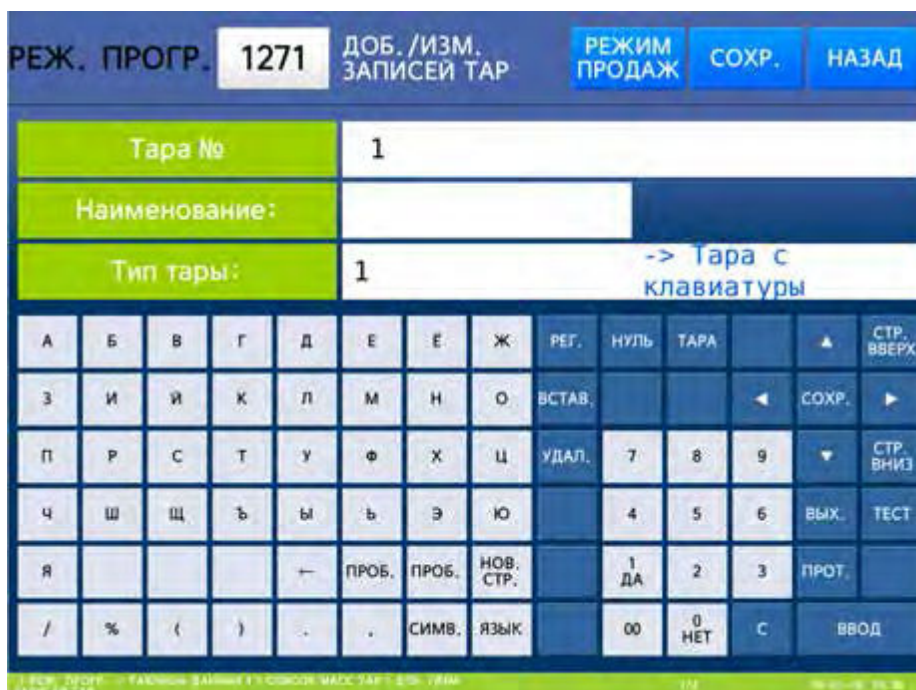 РЕЖ. ПРОГР. 1271 ДОБ./ИЗМ. РЕЖИМ СОХР. НАЗАД
ЗАПИСЕЙ ТАР ПРОДАЖ
Тара № 1
Наименование:
Тип тары: 1 -> Тара с
клавиатуры
А Б В Г Д Е Ё Ж РЕГ. НУЛЬ ТАРА ▲ СТР.
ВВЕРХ
З И Й К Л М Н О ВСТАВ. ◀ СОХР. ▶
П Р С Т У Ф Х Ц УДАЛ. 7 8 9 ▼ СТР.
ВНИЗ
Ч Ш Щ Ъ Ы Ь Э Ю 4 5 6 ВЫХ. ТЕСТ
Я ← ПРОБ. ПРОБ. НОВ. 1 2 3 ПРОТ.
СТР. ДА
/ % ( ) . . СИМВ. ЯЗЫК 00 0 С ВВОД
НЕТ